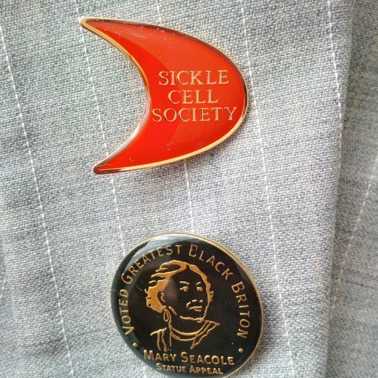 SICKLE
CELL
SOCIETY
• VOTED GREATEST BLACK BRITON •
MARY SEACOLE
STATUE APPEAL